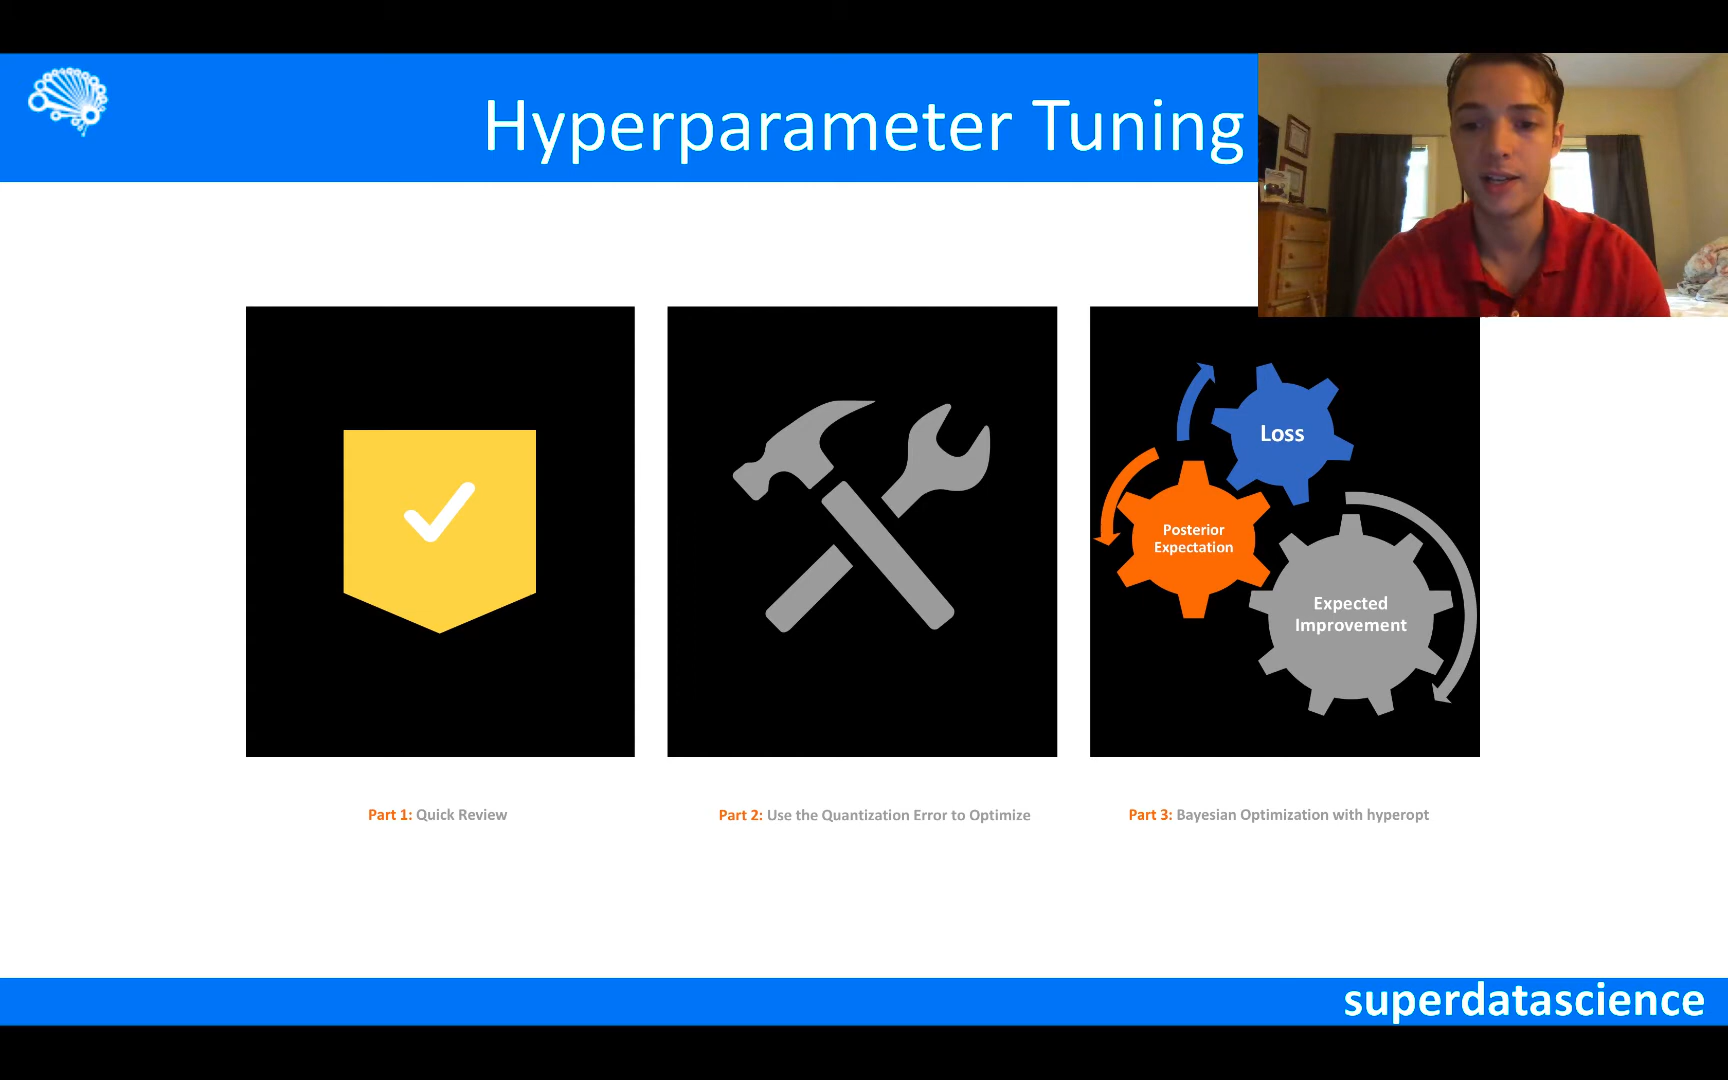 Hyperparameter Tuning
Loss
Posterior
Expectation
Expected
Improvement
Part 1: Quick Review
Part 2: Use the Quantization Error to Optimize
Part 3: Bayesian Optimization with hyperopt
superdatascience